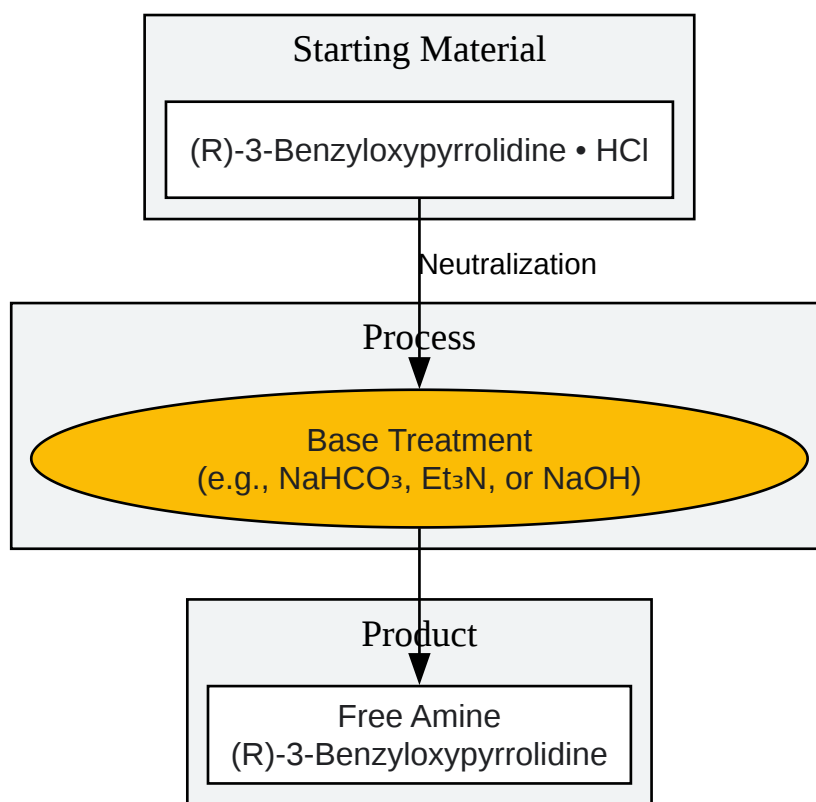 Starting Material
(R)-3-Benzyloxypyrrolidine • HCl
Neutralization
Process
Base Treatment
(e.g., NaHCO₃, Et₃N, or NaOH)
Product
Free Amine
(R)-3-Benzyloxypyrrolidine